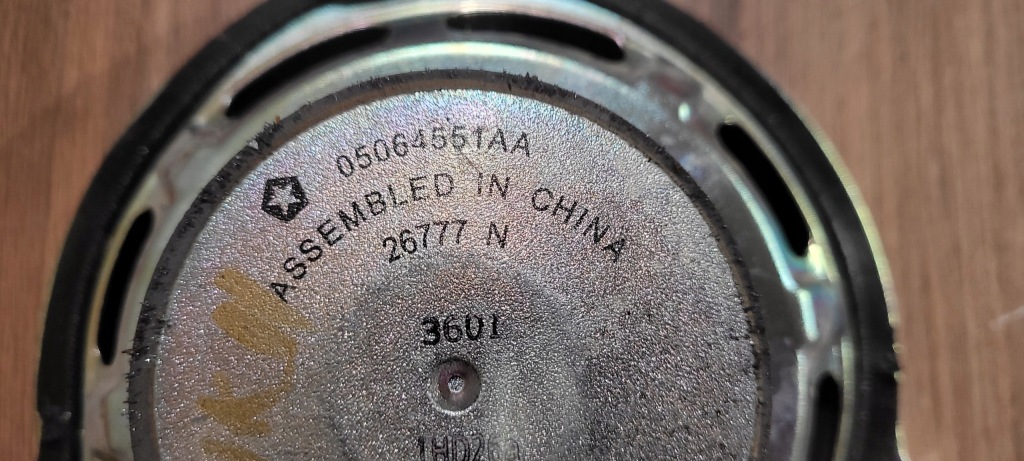 05064551AA
ASSEMBLED IN CHINA
26777 N
3601